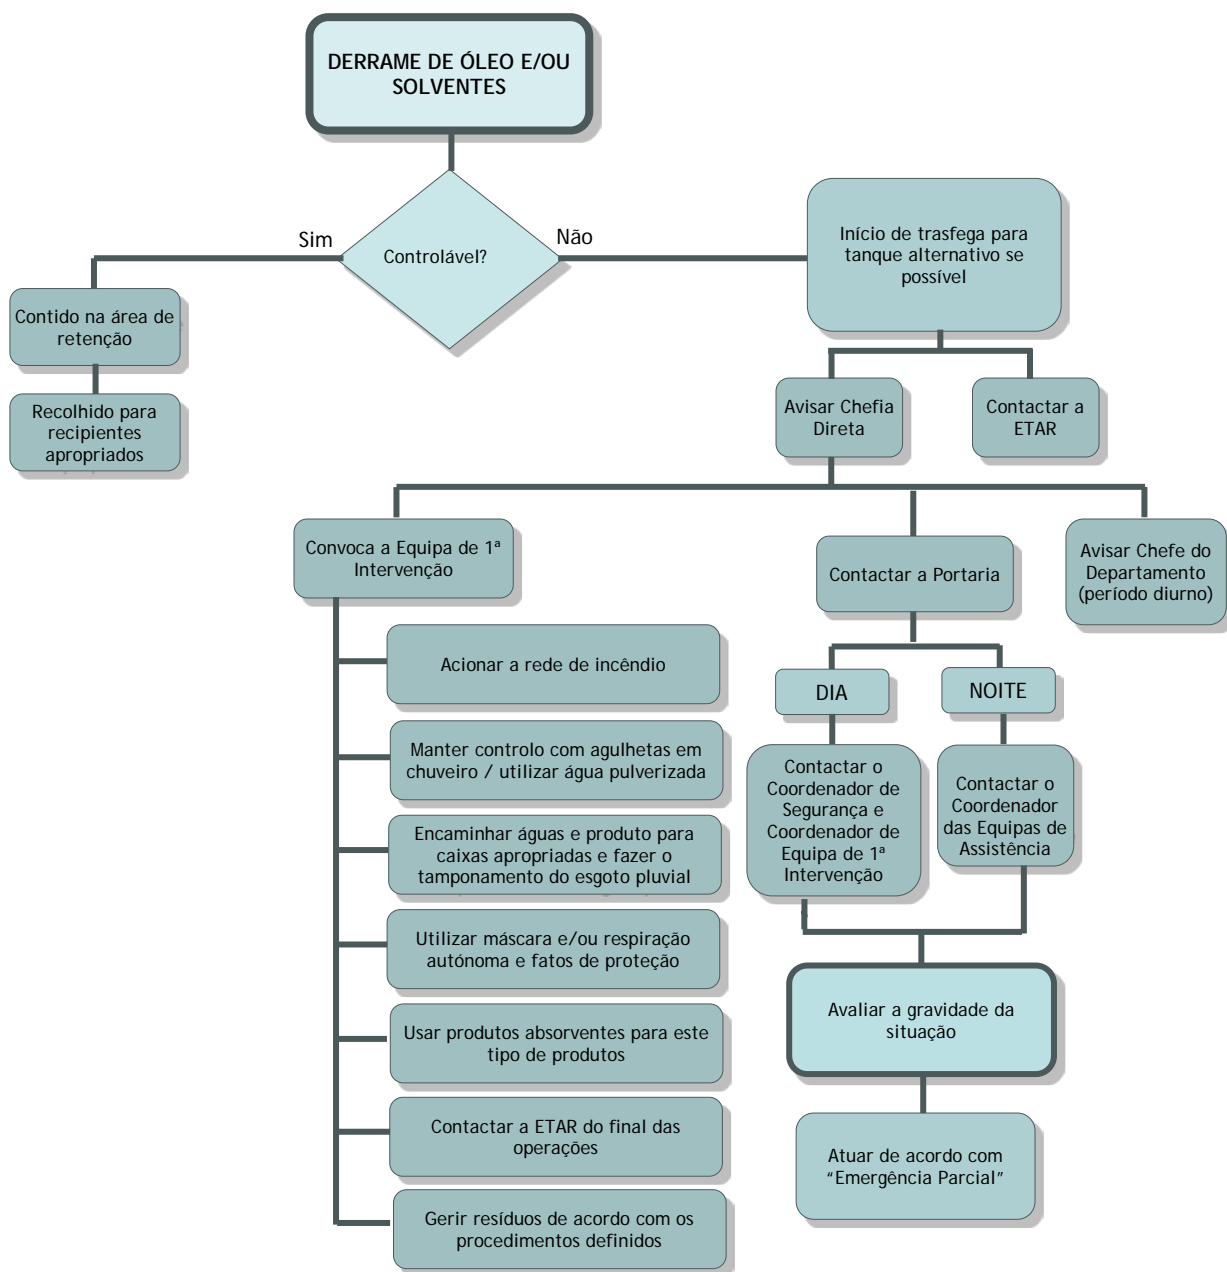 DERRAME DE ÓLEO E/OU
SOLVENTES
Sim
Controlável?
Não
Início de trasfega para
tanque alternativo se
possível
Contido na área de
retenção
Recolhido para
recipientes
apropriados
Avisar Chefia
Direta
Contactar a
ETAR
Convoca a Equipa de 1ª
Intervenção
Contactar a Portaria
Avisar Chefe do
Departamento
(período diurno)
Acionar a rede de incêndio
Manter controlo com agulhetas em
chuveiro / utilizar água pulverizada
Encaminhar águas e produto para
caixas apropriadas e fazer o
tamponamento do esgoto pluvial
Utilizar máscara e/ou respiração
autónoma e fatos de proteção
Usar produtos absorventes para este
tipo de produtos
Contactar a ETAR do final das
operações
Gerir resíduos de acordo com os
procedimentos definidos
DIA
NOITE
Contactar o
Coordenador de
Segurança e
Coordenador de
Equipa de 1ª
Intervenção
Contactar o
Coordenador
das Equipas de
Assistência
Avaliar a gravidade da
situação
Atuar de acordo com
“Emergência Parcial”